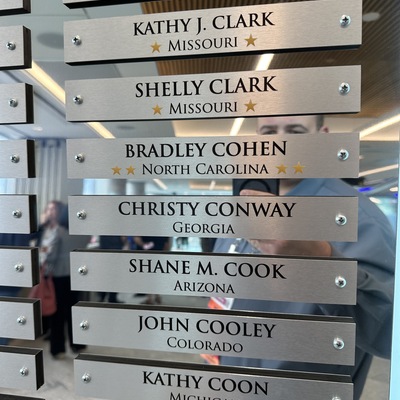 KATHY J. CLARK
★ MISSOURI ★
SHELLY CLARK
★ MISSOURI ★
BRADLEY COHEN
★★ NORTH CAROLINA ★★
CHRISTY CONWAY
GEORGIA
SHANE M. COOK
ARIZONA
JOHN COOLEY
COLORADO
KATHY COON
MICHIGAN